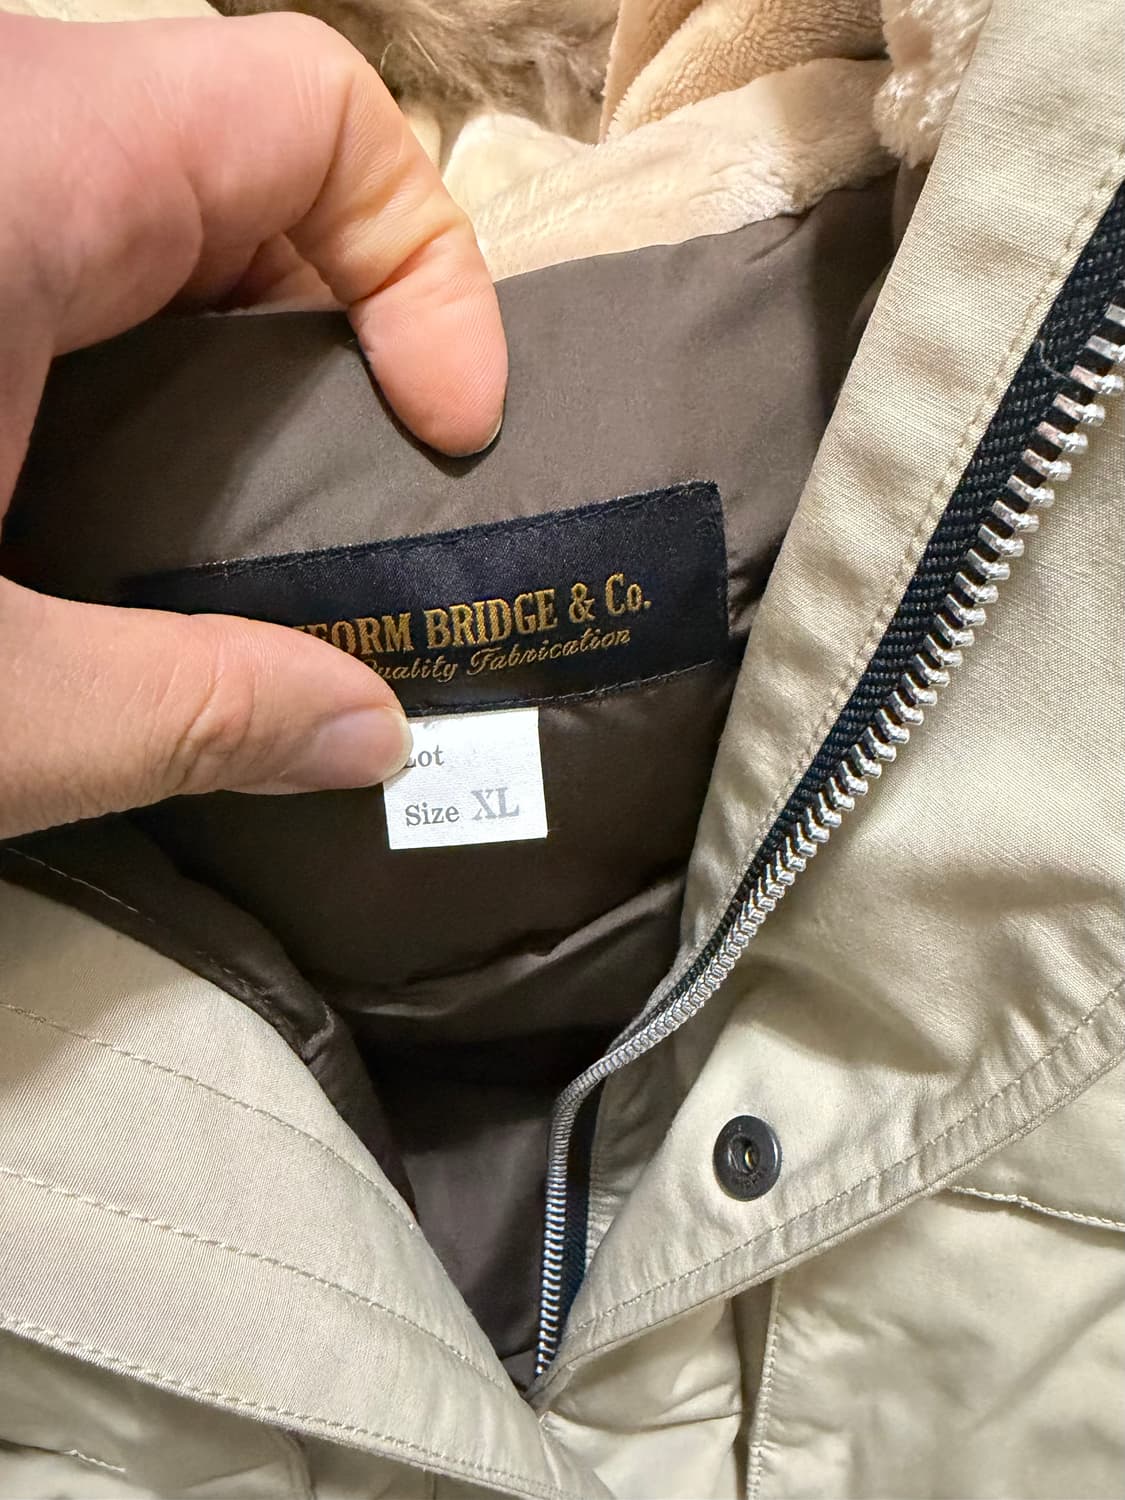 FORM BRIDGE & Co.
Quality Fabrication
Lot
Size XL